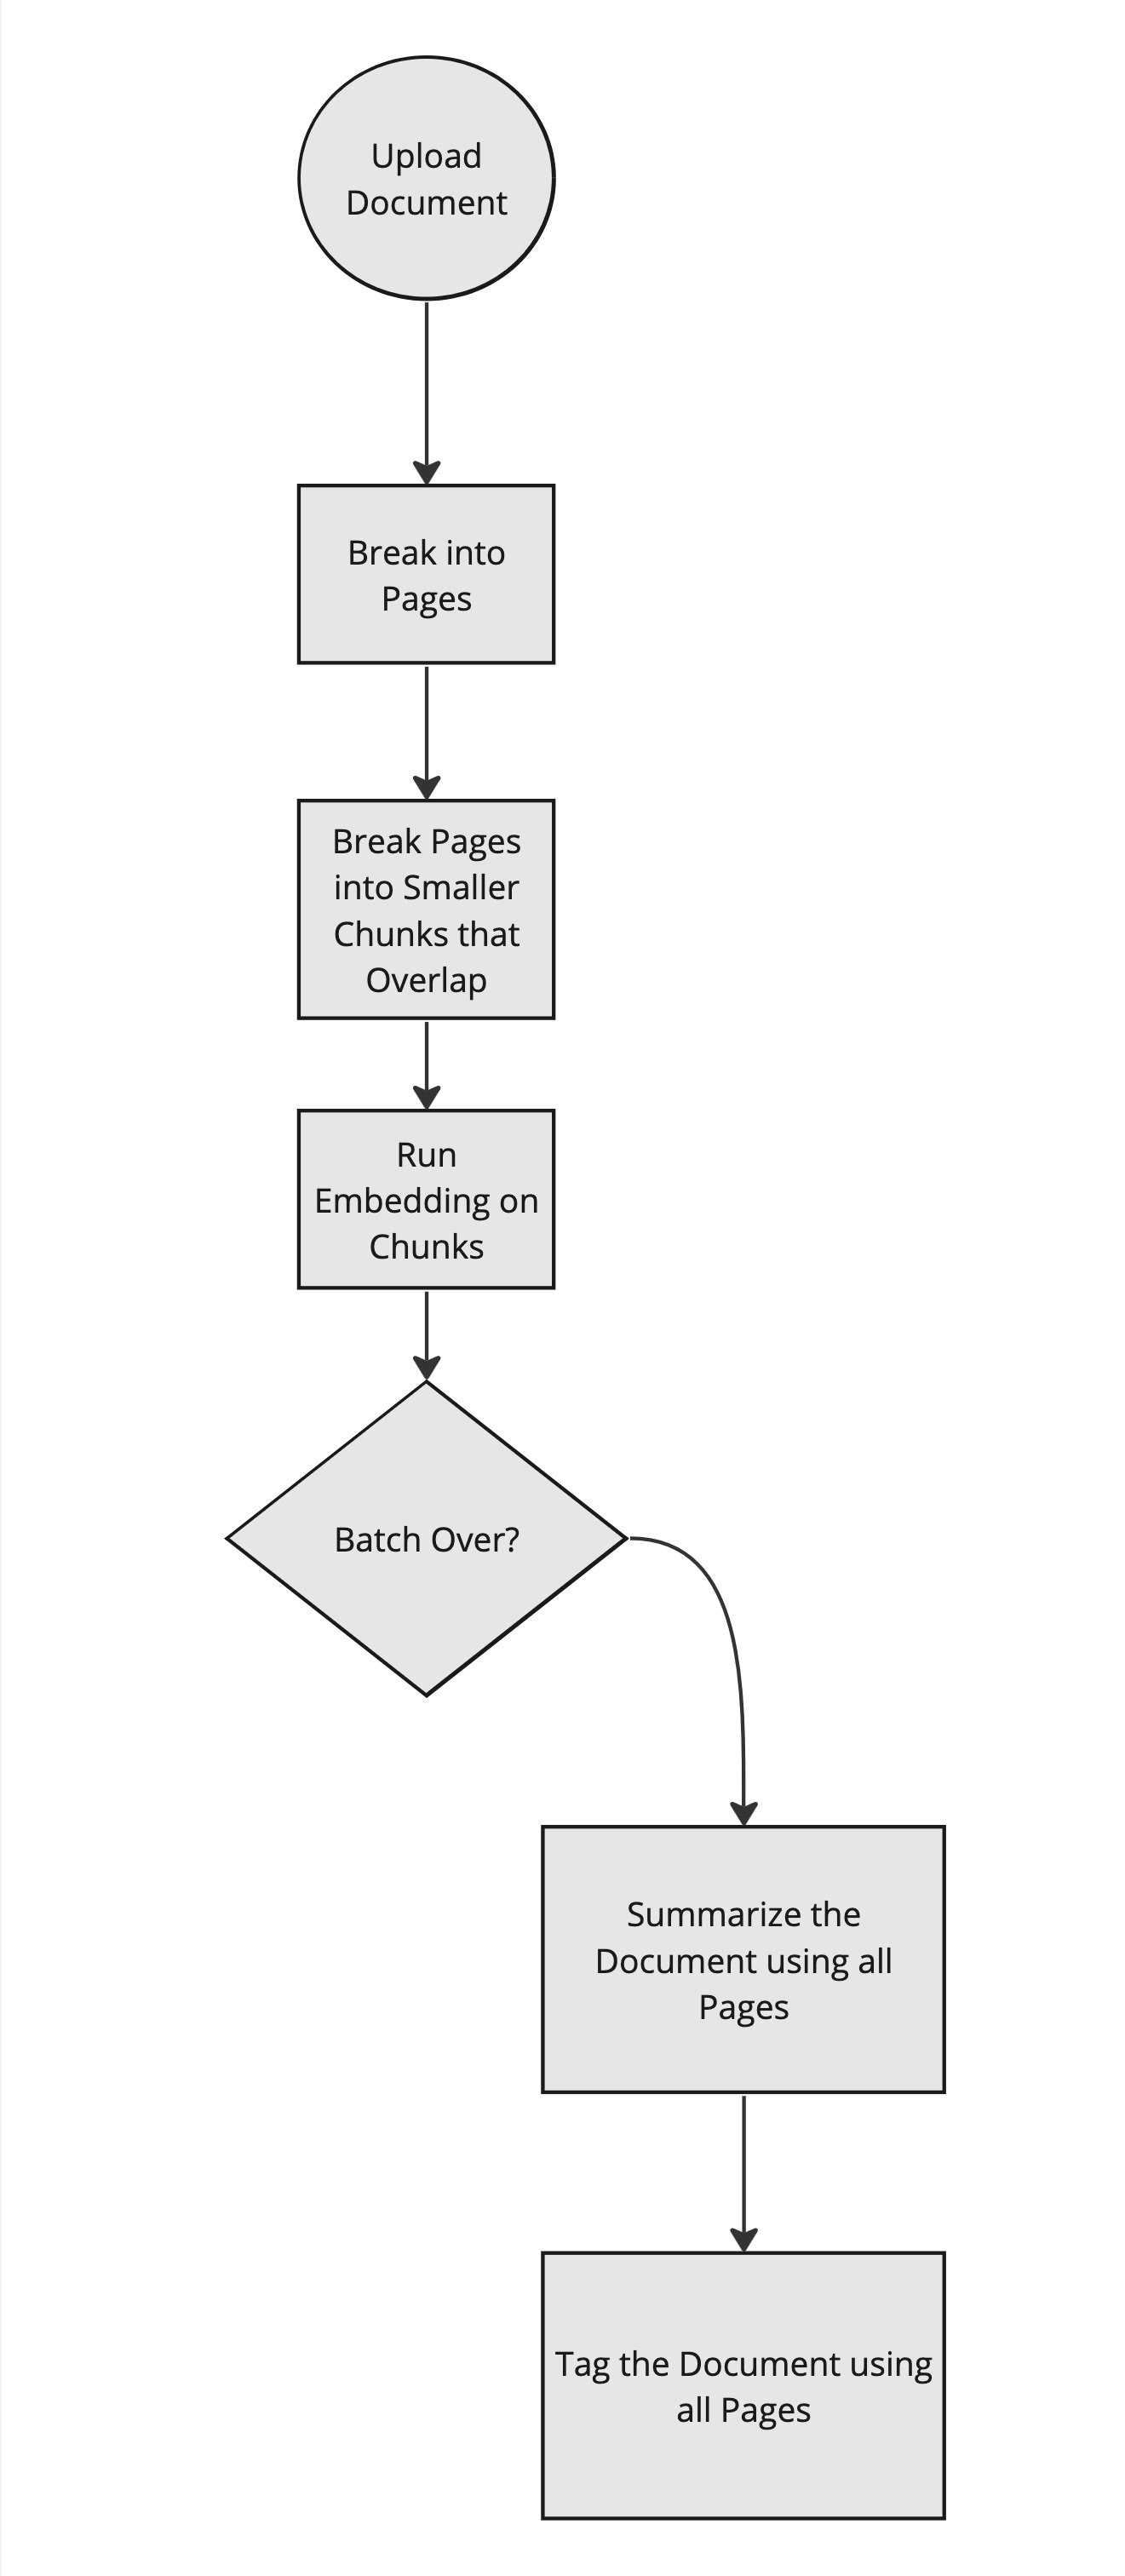 Upload
Document
Break into
Pages
Break Pages
into Smaller
Chunks that
Overlap
Run
Embedding on
Chunks
Batch Over?
Summarize the
Document using all
Pages
Tag the Document using
all Pages